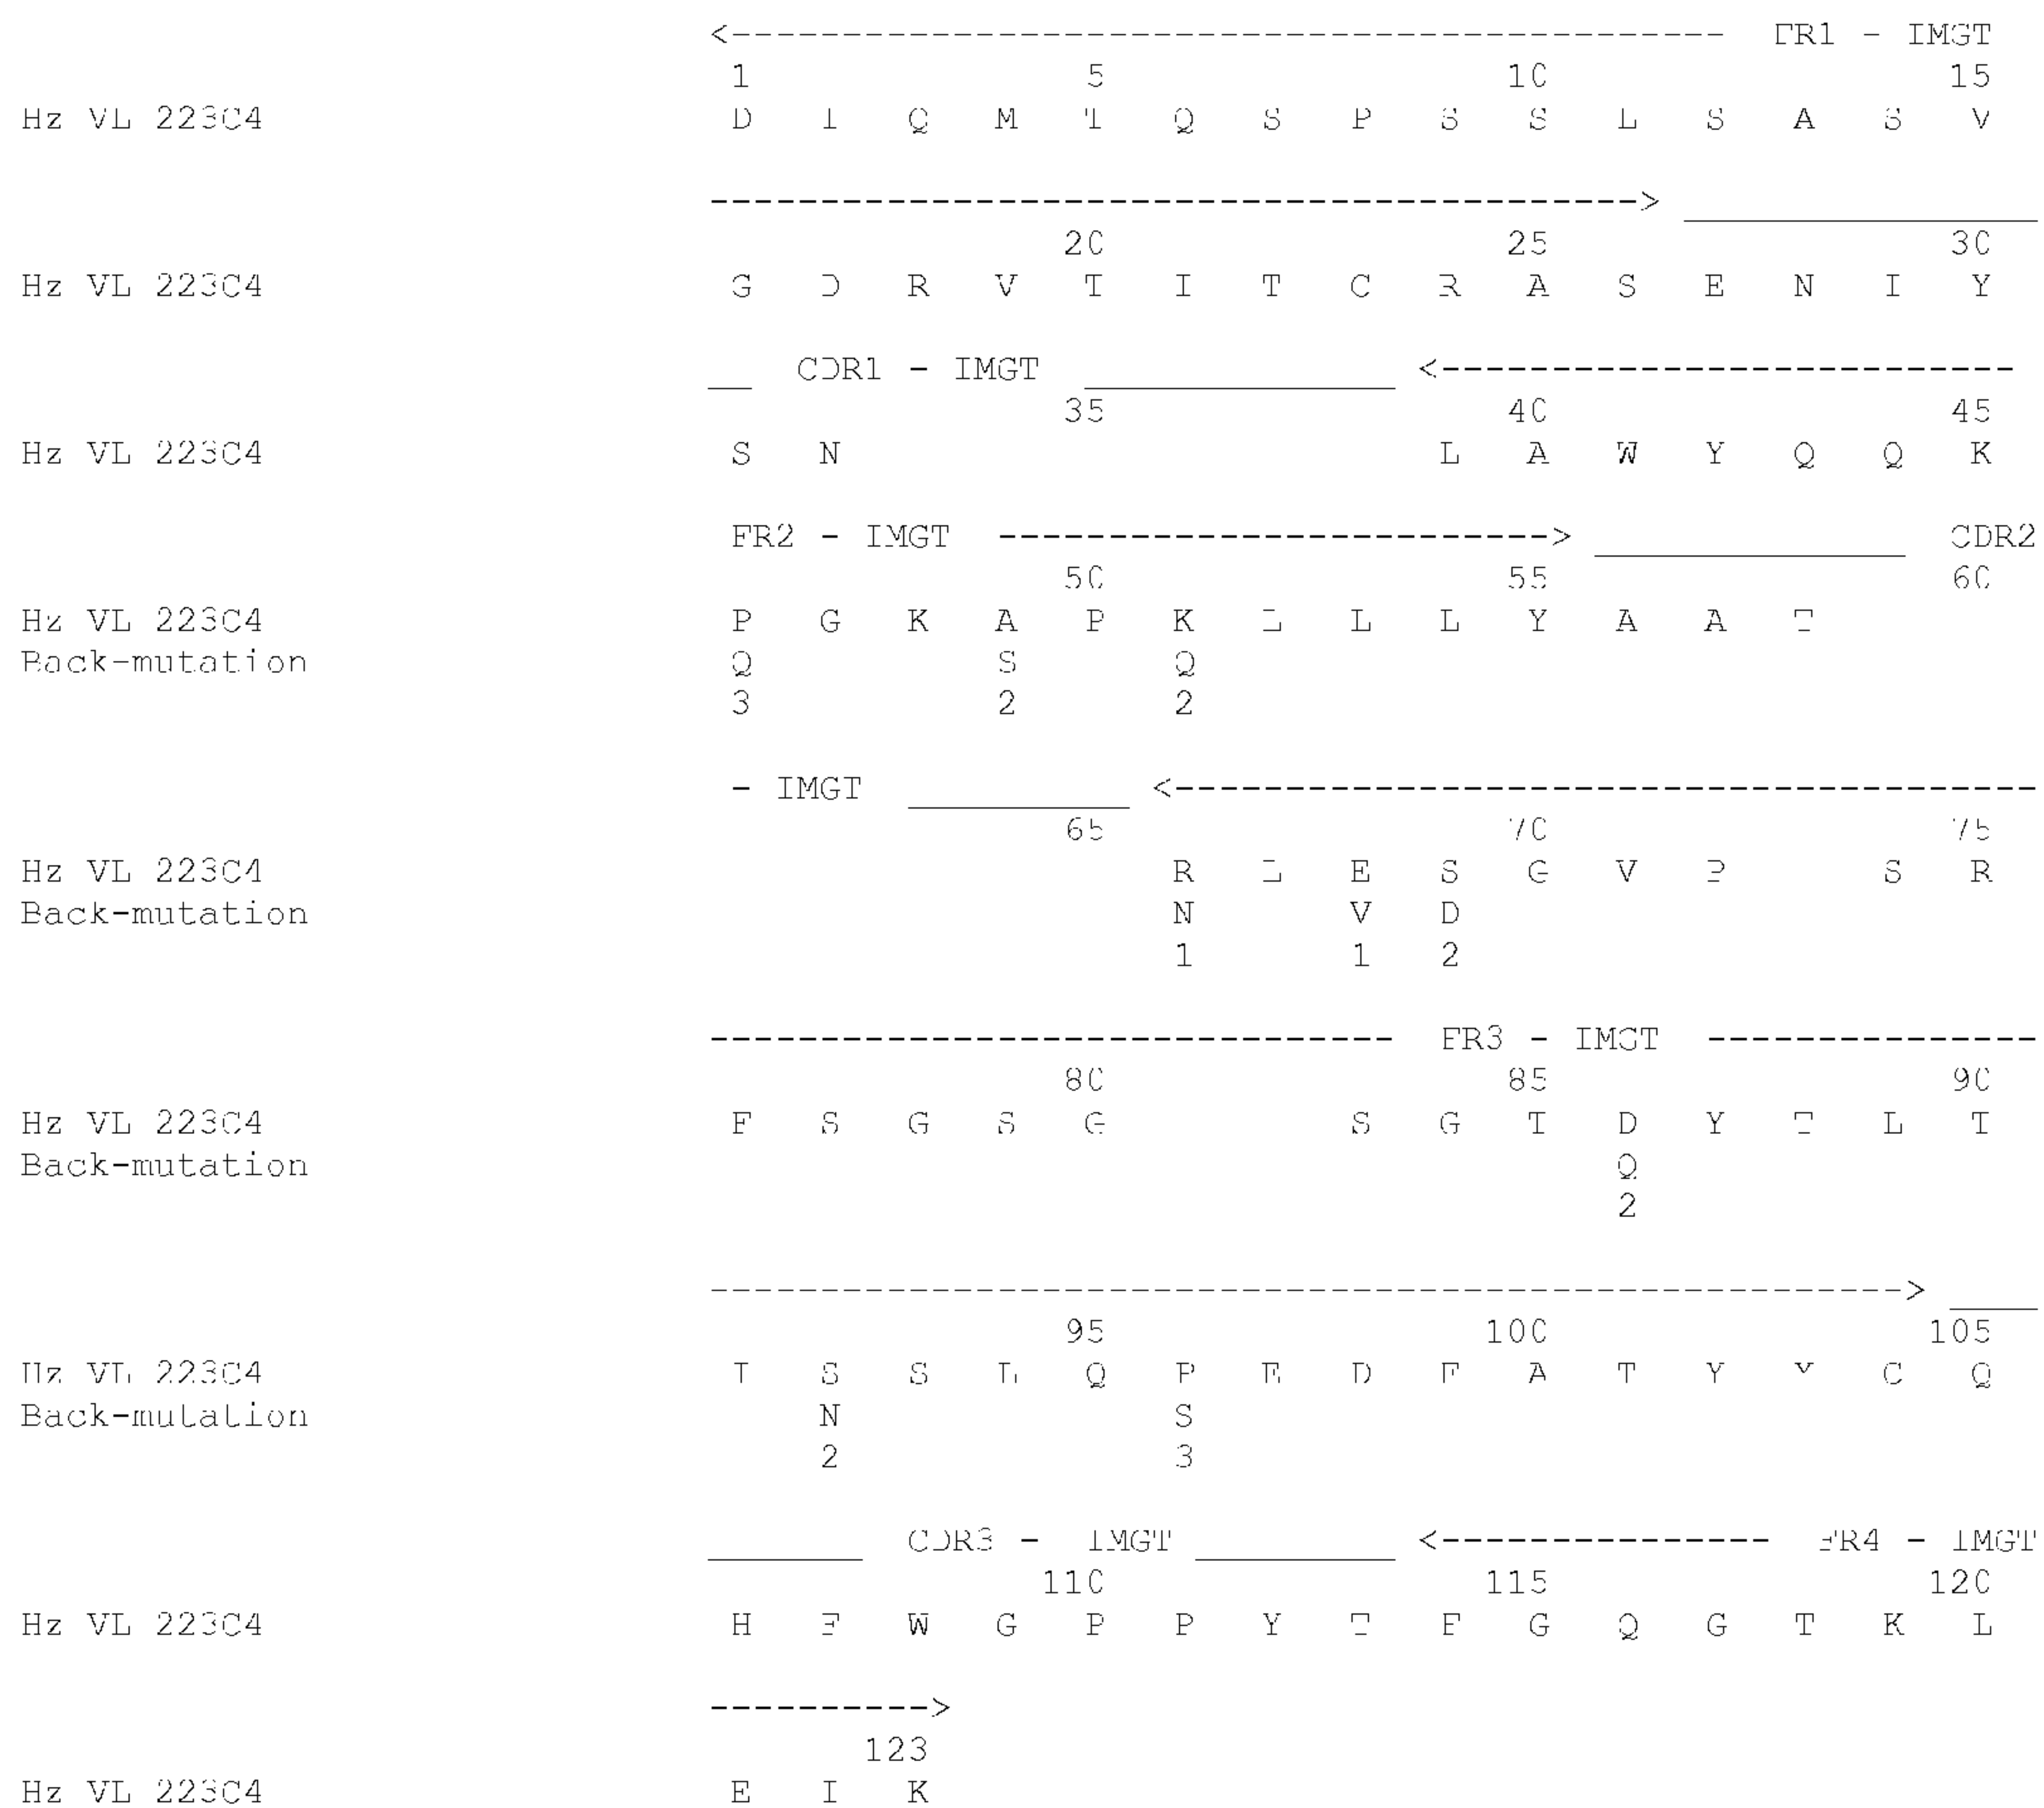 <------------------------------------------- FR1 - IMGT
1 5 10 15
Hz VL 223C4 D I Q M T Q S P S S L S A S V
-----------------------------------------> ________________
20 25 30
Hz VL 223C4 G D R V T I T C R A S E N I Y
__ CDR1 - IMGT ______________ <--------------------------
35 40 45
Hz VL 223C4 S N L A W Y Q Q K
FR2 - IMGT -------------------------> ______________ CDR2
50 55 60
Hz VL 223C4 P G K A P K L L L Y A A T
Back-mutation Q S Q
3 2 2
- IMGT __________ <---------------------------------------
65 70 75
Hz VL 223C4 R L E S G V P S R
Back-mutation N V D
1 1 2
------------------------------- FR3 - IMGT ---------------
80 85 90
Hz VL 223C4 F S G S G S G T D Y T L T
Back-mutation Q
2
------------------------------------------------------> ____
95 100 105
Hz VL 223C4 I S S L Q P E D F A T Y Y C Q
Back-mutation N S
2 3
_______ CDR3 - IMGT _________ <--------------- FR4 - IMGT
110 115 120
Hz VL 223C4 H F W G P P Y T F G Q G T K L
---------->
123
Hz VL 223C4 E I K